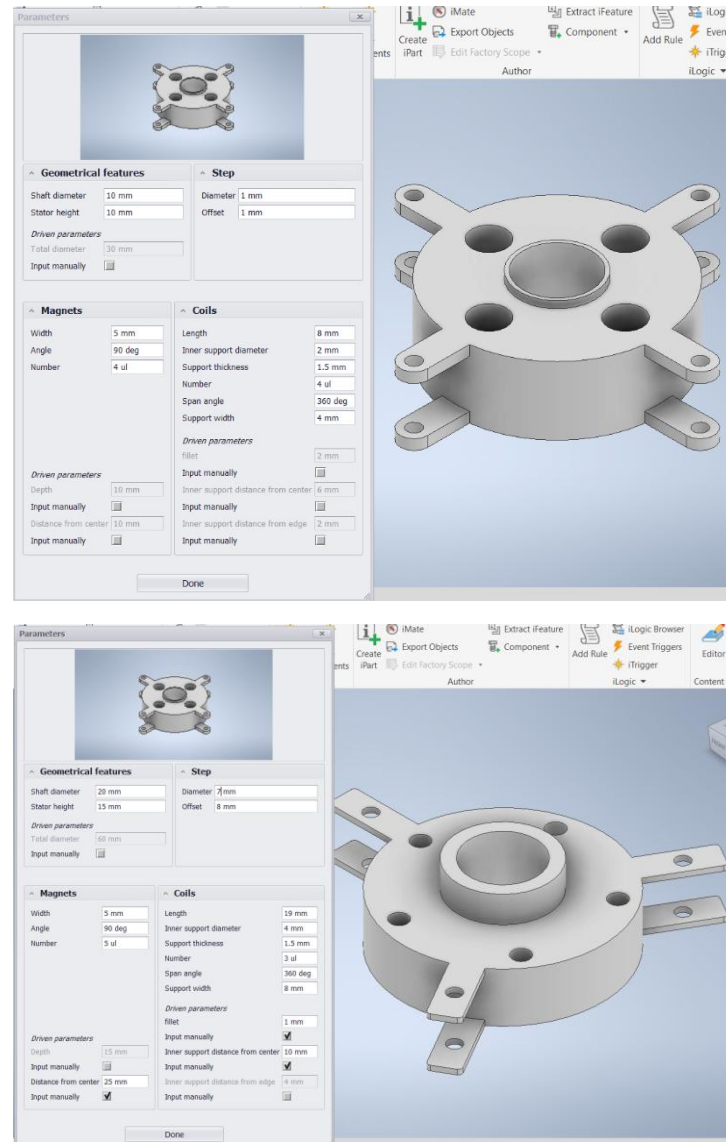 Parameters
iMate Extract iFeature iLog
Create iPart Export Objects Component Add Rule Even
ents Edit Factory Scope iTrig
Author iLogic
Geometrical features Step
Shaft diameter 10 mm Diameter 1 mm
Stator height 10 mm Offset 1 mm
Driven parameters
Total diameter 30 mm
Input manually
Magnets Coils
Width 5 mm Length 8 mm
Angle 90 deg Inner support diameter 2 mm
Number 4 ul Support thickness 1.5 mm
Number 4 ul
Span angle 360 deg
Support width 4 mm
Driven parameters
fillet 2 mm
Driven parameters Input manually
Depth 10 mm Inner support distance from center 6 mm
Input manually Input manually
Distance from center 10 mm Inner support distance from edge 2 mm
Input manually Input manually
Done
Parameters
iMate Extract iFeature iLogic Browser
Create iPart Export Objects Component Add Rule Event Triggers Editor
ents Edit Factory Scope iTrigger
Author iLogic Content
Geometrical features Step
Shaft diameter 20 mm Diameter 7 mm
Stator height 15 mm Offset 8 mm
Driven parameters
Total diameter 60 mm
Input manually
Magnets Coils
Width 5 mm Length 19 mm
Angle 90 deg Inner support diameter 4 mm
Number 5 ul Support thickness 1.5 mm
Number 3 ul
Span angle 360 deg
Support width 8 mm
Driven parameters
fillet 1 mm
Driven parameters Input manually
Depth 15 mm Inner support distance from center 10 mm
Input manually Input manually
Distance from center 25 mm Inner support distance from edge 4 mm
Input manually Input manually
Done